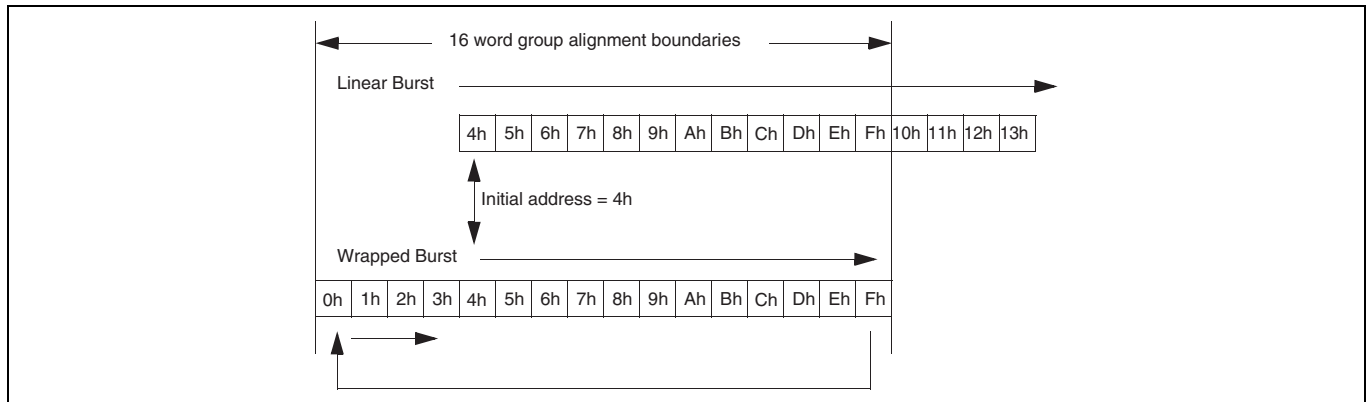 16 word group alignment boundaries
Linear Burst
4h 5h 6h 7h 8h 9h Ah Bh Ch Dh Eh Fh 10h 11h 12h 13h
Initial address = 4h
Wrapped Burst
0h 1h 2h 3h 4h 5h 6h 7h 8h 9h Ah Bh Ch Dh Eh Fh